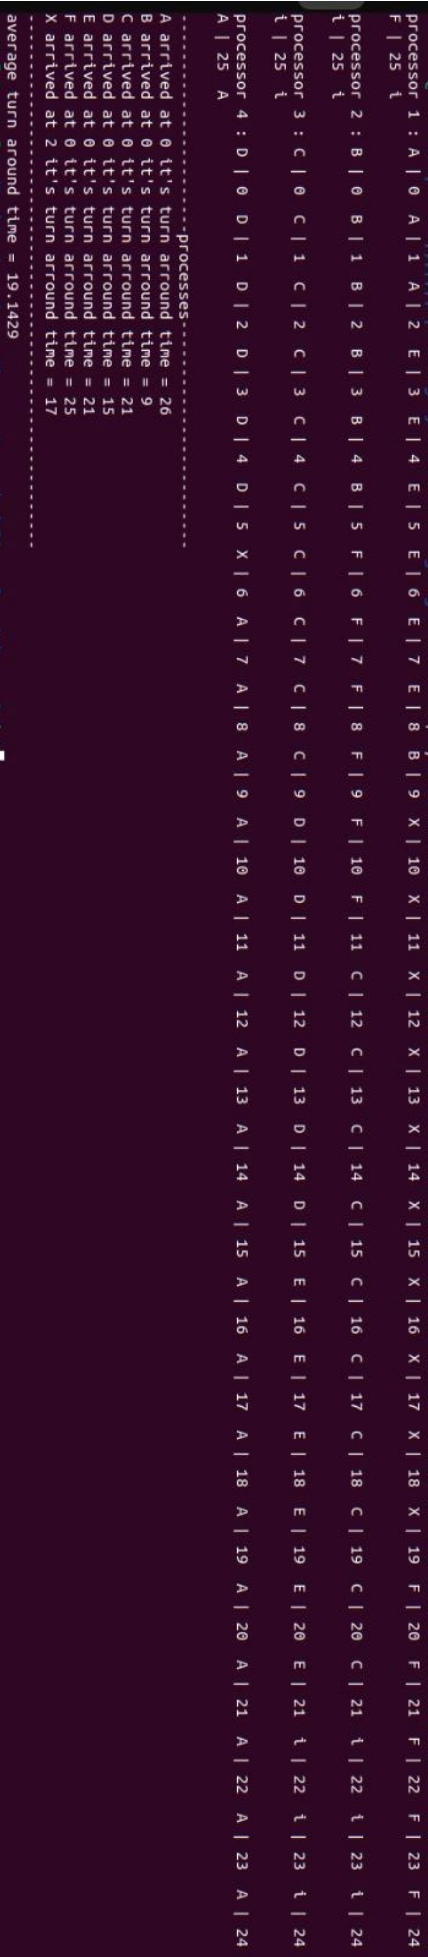 processor 1 : A | 0 A | 1 A | 2 E | 3 E | 4 E | 5 E | 6 E | 7 E | 8 B | 9 X | 10 X | 11 X | 12 X | 13 X | 14 X | 15 X | 16 X | 17 X | 18 X | 19 F | 20 F | 21 F | 22 F | 23 F | 24
F | 25 i
processor 2 : B | 0 B | 1 B | 2 B | 3 B | 4 B | 5 F | 6 F | 7 F | 8 F | 9 F | 10 F | 11 C | 12 C | 13 C | 14 C | 15 C | 16 C | 17 C | 18 C | 19 C | 20 C | 21 i | 22 i | 23 i | 24
i | 25 i
processor 3 : C | 0 C | 1 C | 2 C | 3 C | 4 C | 5 C | 6 C | 7 C | 8 C | 9 D | 10 D | 11 D | 12 D | 13 D | 14 D | 15 E | 16 E | 17 E | 18 E | 19 E | 20 E | 21 i | 22 i | 23 i | 24
i | 25 i
processor 4 : D | 0 D | 1 D | 2 D | 3 D | 4 D | 5 X | 6 A | 7 A | 8 A | 9 A | 10 A | 11 A | 12 A | 13 A | 14 A | 15 A | 16 A | 17 A | 18 A | 19 A | 20 A | 21 A | 22 A | 23 A | 24
A | 25 A
---------------------------processes---------------------------
A arrived at 0 it's turn arround time = 26
B arrived at 0 it's turn arround time = 9
C arrived at 0 it's turn arround time = 21
D arrived at 0 it's turn arround time = 15
E arrived at 0 it's turn arround time = 21
F arrived at 0 it's turn arround time = 25
X arrived at 2 it's turn arround time = 17
---------------------------------------------------------------
average turn around time = 19.1429